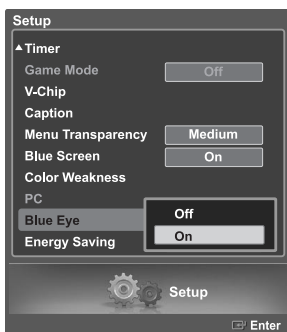 Setup
▲Timer
Game Mode Off
V-Chip
Caption
Menu Transparency Medium
Blue Screen On
Color Weakness
PC
Blue Eye Off
On
Energy Saving
Setup
Enter